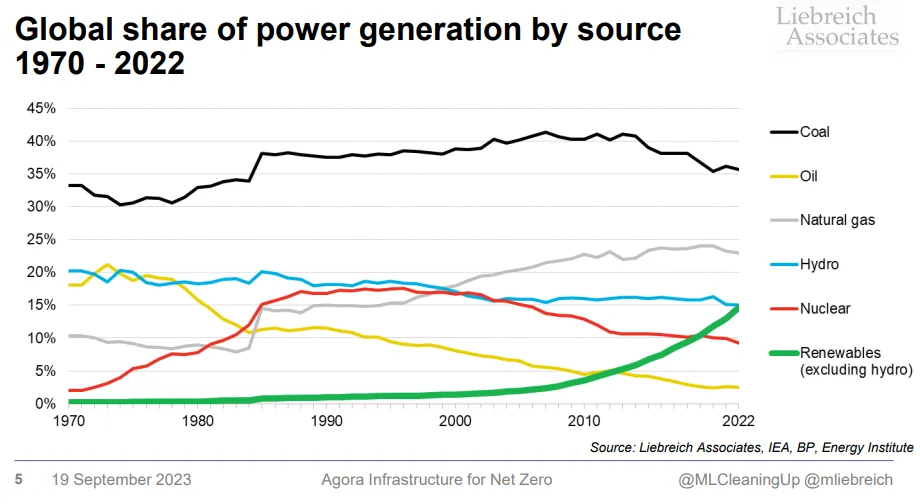 Global share of power generation by source
1970 - 2022
Liebreich
Associates
45%
40%
35%
30%
25%
20%
15%
10%
5%
0%
1970
1980
1990
2000
2010
2022
Coal
Oil
Natural gas
Hydro
Nuclear
Renewables
(excluding hydro)
Source: Liebreich Associates, IEA, BP, Energy Institute
5 19 September 2023 Agora Infrastructure for Net Zero @MLCleaningUp @mliebreich